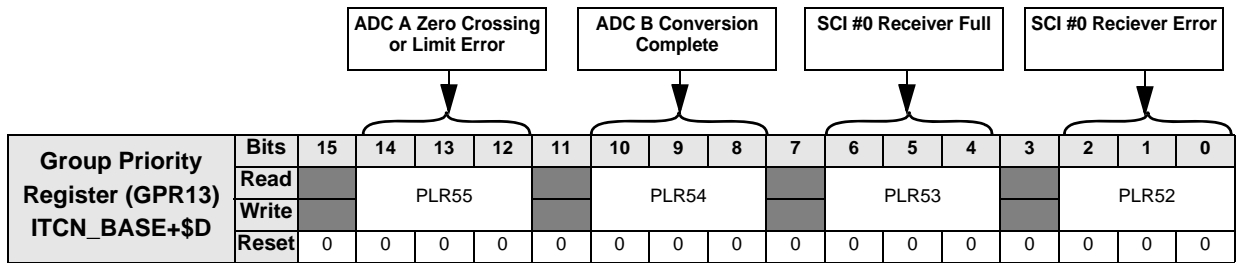 ADC A Zero Crossing
or Limit Error
ADC B Conversion
Complete
SCI #0 Receiver Full
SCI #0 Reciever Error
Group Priority
Register (GPR13)
ITCN_BASE+$D
Bits 15 14 13 12 11 10 9 8 7 6 5 4 3 2 1 0
Read
PLR55 PLR54 PLR53 PLR52
Write
Reset 0 0 0 0 0 0 0 0 0 0 0 0 0 0 0 0